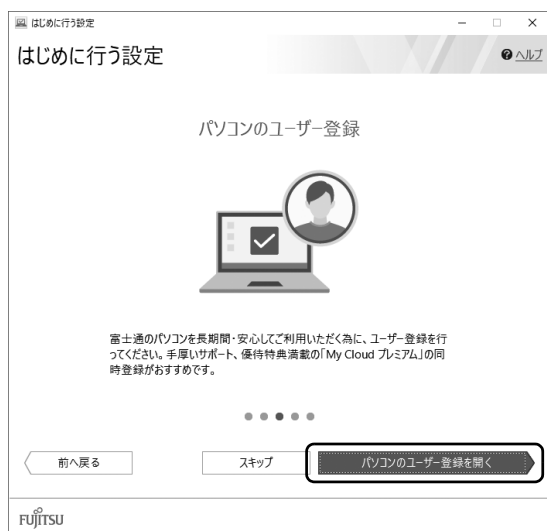 はじめに行う設定
はじめに行う設定
ヘルプ
パソコンのユーザー登録
富士通のパソコンを長期間・安心してご利用いただく為に、ユーザー登録を行
ってください。手厚いサポート、優待特典満載の「My Cloud プレミアム」の同
時登録がおすすめです。
前へ戻る
スキップ
パソコンのユーザー登録を開く
FUJITSU